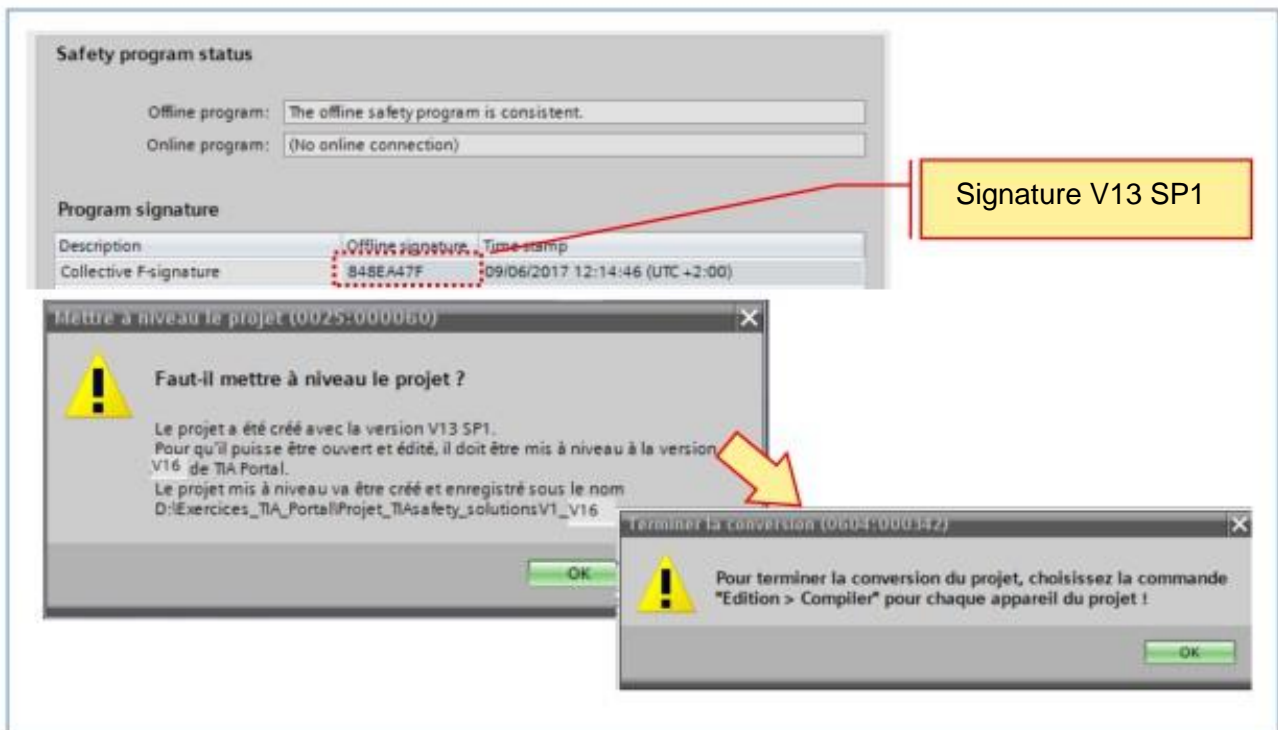 Safety program status
Offline program: The offline safety program is consistent.
Online program: (No online connection)
Signature V13 SP1
Program signature
Description Offline signature Time stamp
Collective F-signature 848EA47F 09/06/2017 12:14:46 (UTC +2:00)
Mettre à niveau le projet (0025:000060)
Faut-il mettre à niveau le projet ?
Le projet a été créé avec la version V13 SP1.
Pour qu'il puisse être ouvert et édité, il doit être mis à niveau à la version
V16 de TIA Portal.
Le projet mis à niveau va être créé et enregistré sous le nom
D:\Exercices_TIA_Portal\Projet_TIAsafety_solutionsV1_V16
OK
Terminer la conversion (0604:000342)
Pour terminer la conversion du projet, choisissez la commande
"Edition > Compiler" pour chaque appareil du projet !
OK